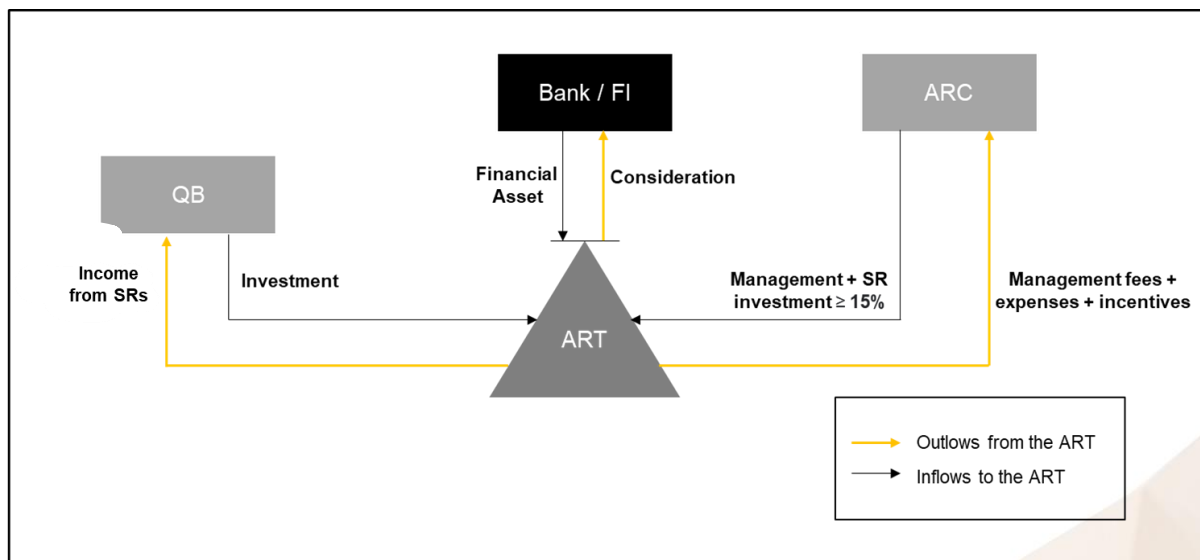 Bank / FI
ARC
QB
Financial
Asset
Consideration
Income
from SRs
Investment
Management + SR
investment ≥ 15%
Management fees +
expenses + incentives
ART
Outlows from the ART
Inflows to the ART